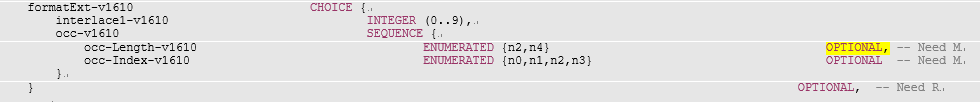 formatExt-v1610 CHOICE {
interlace1-v1610 INTEGER (0..9),
occ-v1610 SEQUENCE {
occ-Length-v1610 ENUMERATED {n2,n4} OPTIONAL, -- Need M
occ-Index-v1610 ENUMERATED {n0,n1,n2,n3} OPTIONAL -- Need M
}
} OPTIONAL, -- Need R